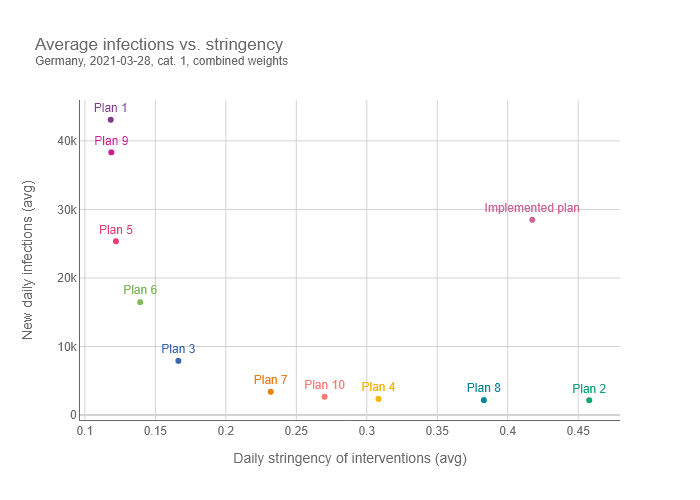 Average infections vs. stringency
Germany, 2021-03-28, cat. 1, combined weights
Plan 1
Plan 9
Implemented plan
Plan 5
Plan 6
Plan 3
Plan 7
Plan 10
Plan 4
Plan 8
Plan 2
40k
30k
20k
10k
0
New daily infections (avg)
0.1
0.15
0.2
0.25
0.3
0.35
0.4
0.45
Daily stringency of interventions (avg)